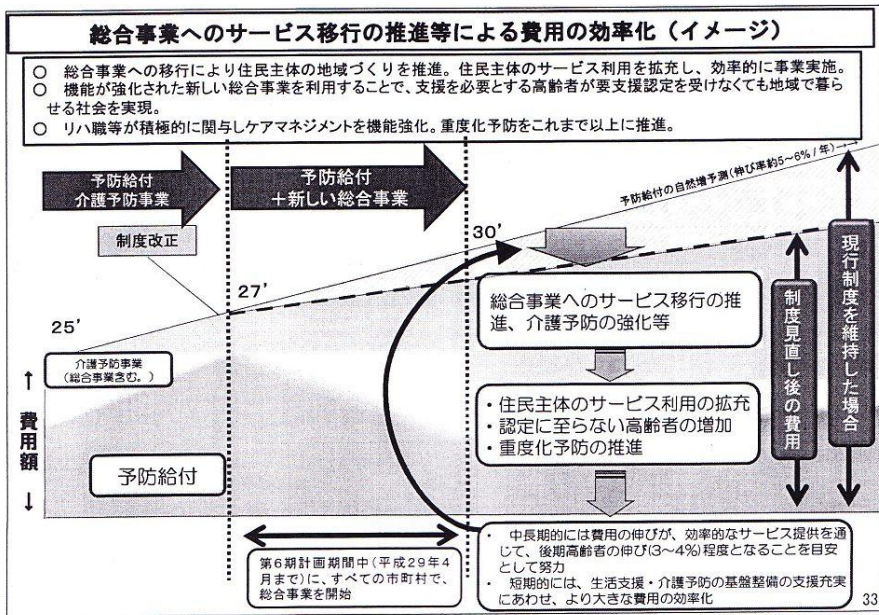 総合事業へのサービス移行の推進等による費用の効率化（イメージ）
○　総合事業への移行により住民主体の地域づくりを推進。住民主体のサービス利用を拡充し、効率的に事業実施。
○　機能が強化された新しい総合事業を利用することで、支援を必要とする高齢者が要支援認定を受けなくても地域で暮ら
せる社会を実現。
○　リハ職等が積極的に関与しケアマネジメントを機能強化。重度化予防をこれまで以上に推進。
予防給付
介護予防事業
予防給付
＋新しい総合事業
予防給付の自然増予測（伸び率約5～6％/年）→→
制度改正
30’
27’
25’
総合事業へのサービス移行の推
進、介護予防の強化等
介護予防事業
（総合事業含む。）
↑
費用額
↓
予防給付
・住民主体のサービス利用の拡充
・認定に至らない高齢者の増加
・重度化予防の推進
制度見直し後の費用
現行制度を維持した場合
第6期計画期間中（平成29年4
月まで）に、すべての市町村で、
総合事業を開始
・　中長期的には費用の伸びが、効率的なサービス提供を通
じて、後期高齢者の伸び（3～4％）程度となることを目安
として努力
・　短期的には、生活支援・介護予防の基盤整備の支援充実
にあわせ、より大きな費用の効率化
33